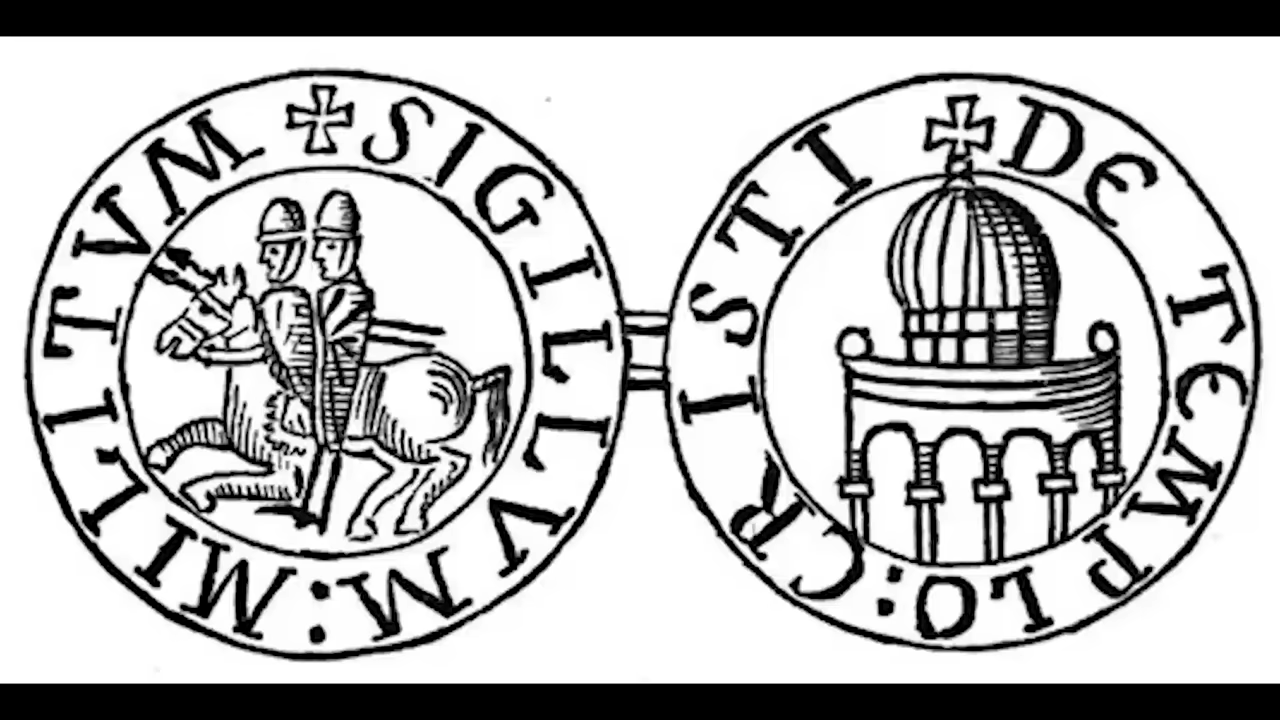 ✠ SIGILLVM : MILITVM
✠ DE TEMPLO : CRISTI